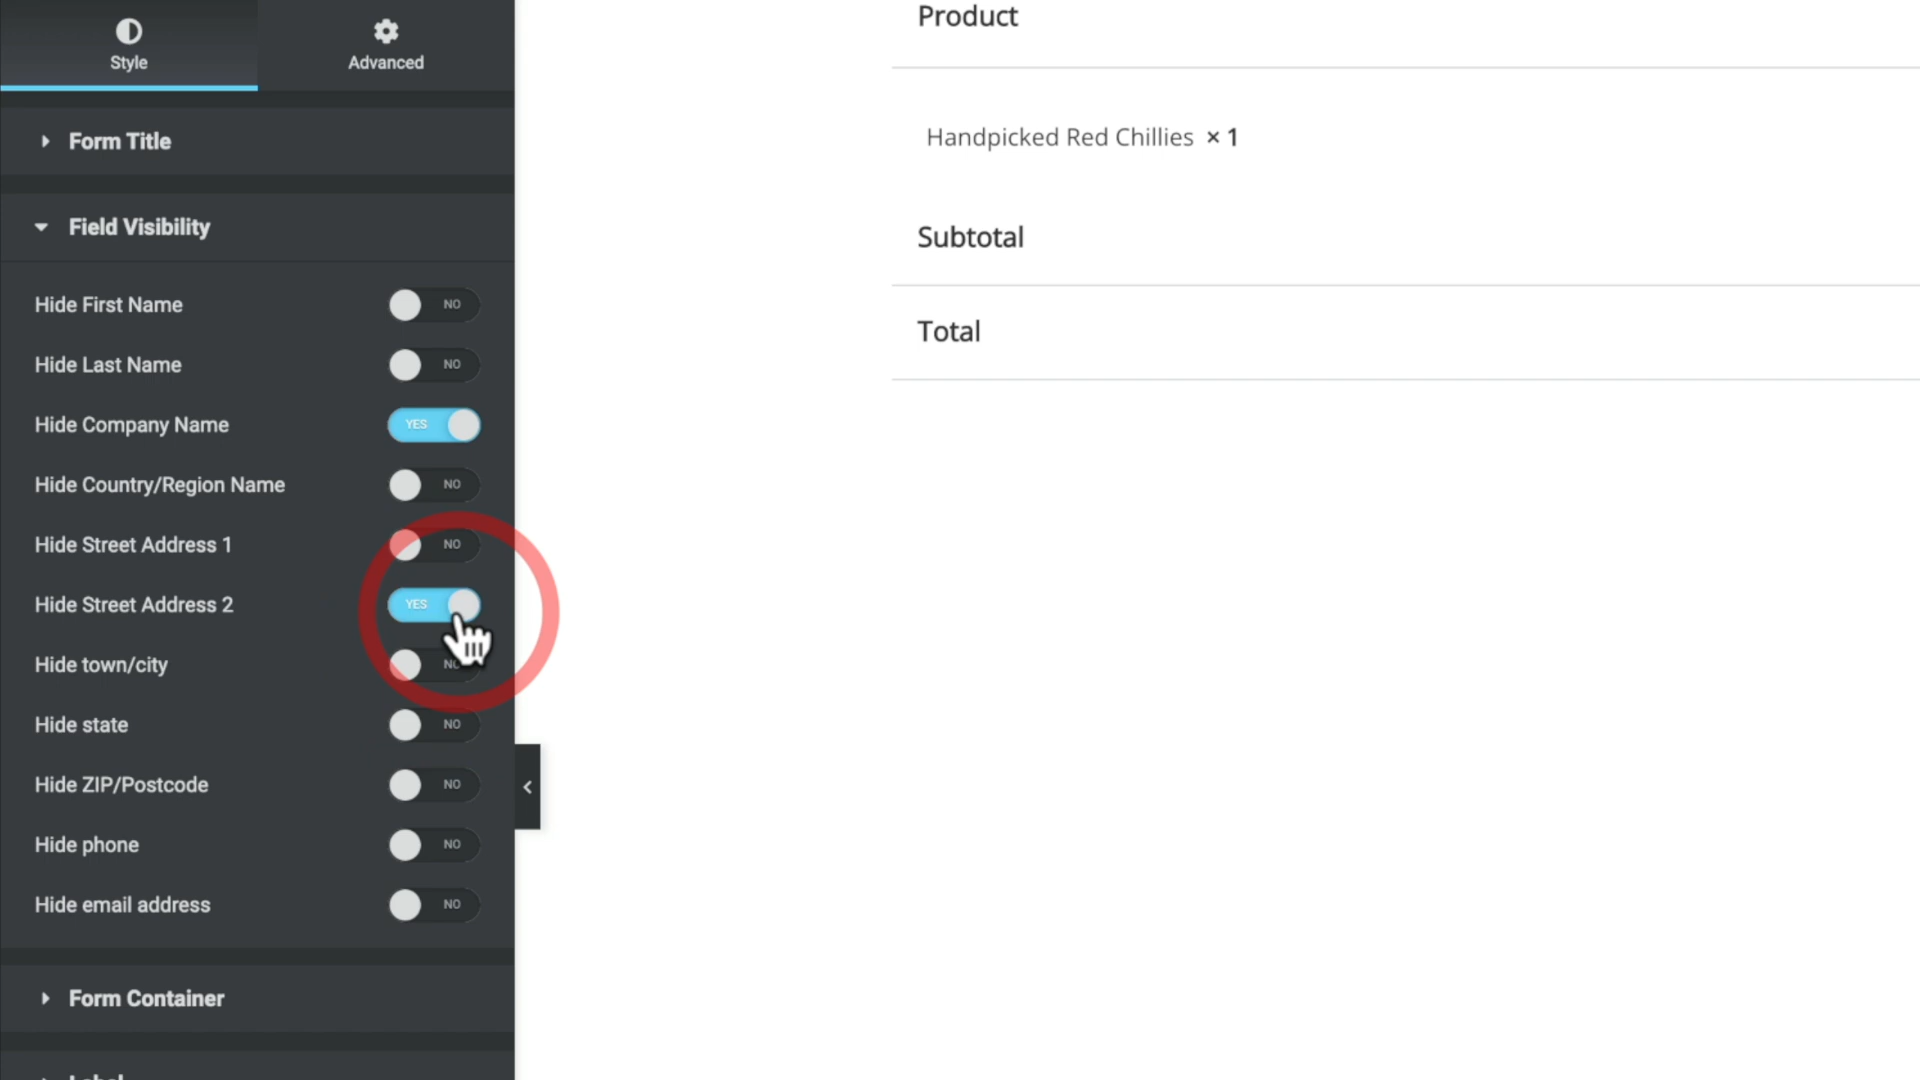 Style
Advanced
Form Title
Field Visibility
Hide First Name NO
Hide Last Name NO
Hide Company Name YES
Hide Country/Region Name NO
Hide Street Address 1 NO
Hide Street Address 2 YES
Hide town/city NO
Hide state NO
Hide ZIP/Postcode NO
Hide phone NO
Hide email address NO
Form Container
Label
Product
Handpicked Red Chillies × 1
Subtotal
Total